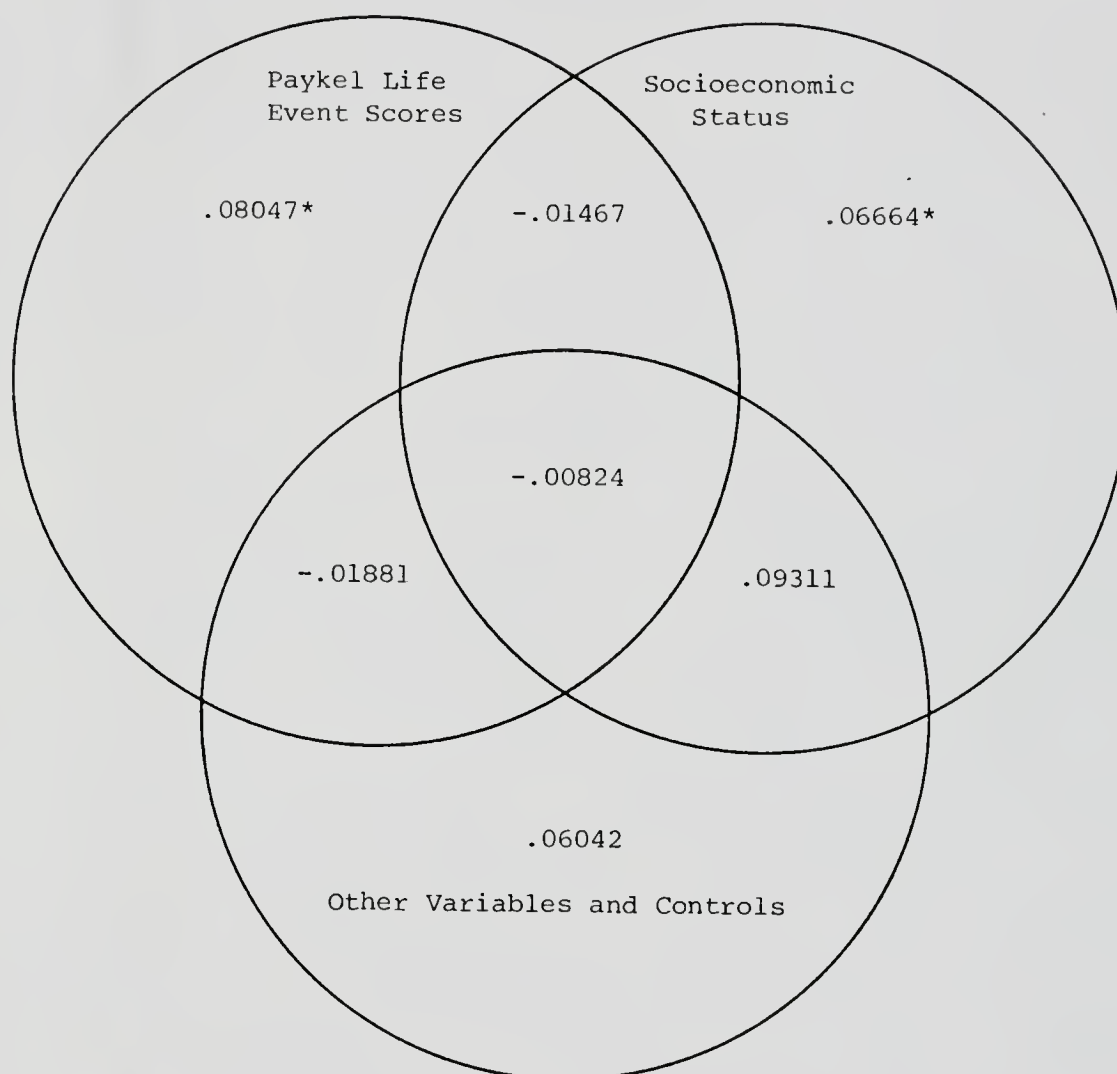 Paykel Life
Event Scores
Socioeconomic
Status
.08047*
-.01467
.06664*
-.00824
-.01881
.09311
.06042
Other Variables and Controls